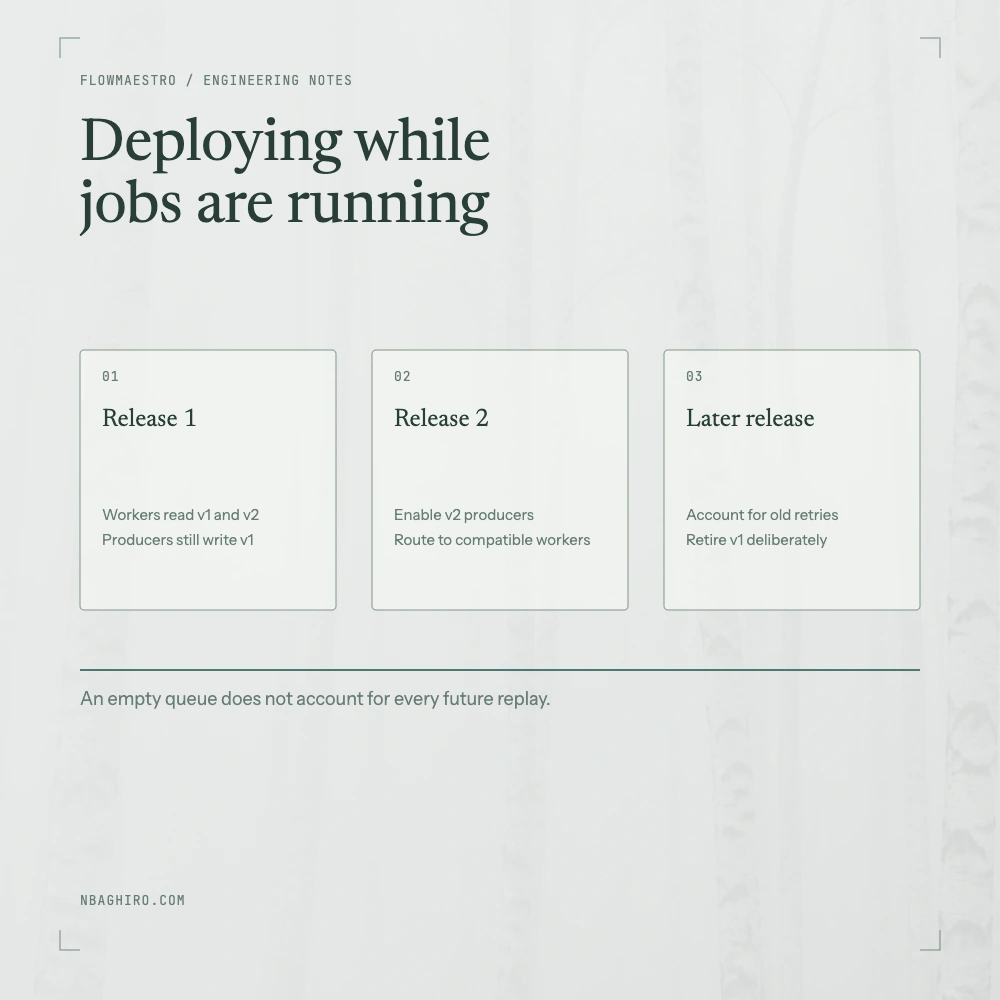 FLOWMAESTRO / ENGINEERING NOTES
Deploying while
jobs are running
01
Release 1
Workers read v1 and v2
Producers still write v1
02
Release 2
Enable v2 producers
Route to compatible workers
03
Later release
Account for old retries
Retire v1 deliberately
An empty queue does not account for every future replay.
NBAGHIRO.COM